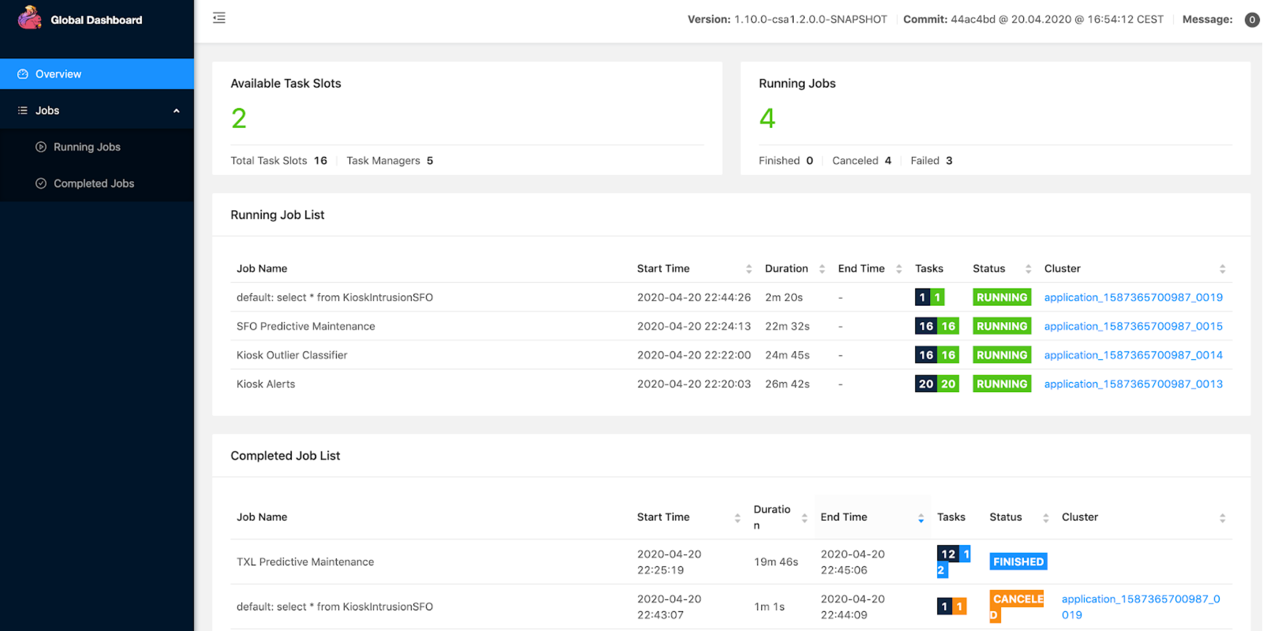 Global Dashboard
Version: 1.10.0-csa1.2.0.0-SNAPSHOT Commit: 44ac4bd @ 20.04.2020 @ 16:54:12 CEST Message: 0
Overview
Jobs
Running Jobs
Completed Jobs
Available Task Slots
2
Total Task Slots 16 Task Managers 5
Running Jobs
4
Finished 0 Canceled 4 Failed 3
Running Job List
Job Name Start Time Duration End Time Tasks Status Cluster
default: select * from KioskIntrusionSFO 2020-04-20 22:44:26 2m 20s - 1 1 RUNNING application_1587365700987_0019
SFO Predictive Maintenance 2020-04-20 22:24:13 22m 32s - 16 16 RUNNING application_1587365700987_0015
Kiosk Outlier Classifier 2020-04-20 22:22:00 24m 45s - 16 16 RUNNING application_1587365700987_0014
Kiosk Alerts 2020-04-20 22:20:03 26m 42s - 20 20 RUNNING application_1587365700987_0013
Completed Job List
Job Name Start Time Duratio
n End Time Tasks Status Cluster
TXL Predictive Maintenance 2020-04-20
22:25:19 19m 46s 2020-04-20
22:45:06 12 1
2 FINISHED
default: select * from KioskIntrusionSFO 2020-04-20
22:43:07 1m 1s 2020-04-20
22:44:09 1 1 CANCELE
D application_1587365700987_0
019